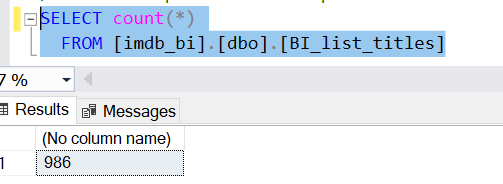 SELECT count(*)
FROM [imdb_bi].[dbo].[BI_list_titles]
7 %
Results
Messages
(No column name)
1
986